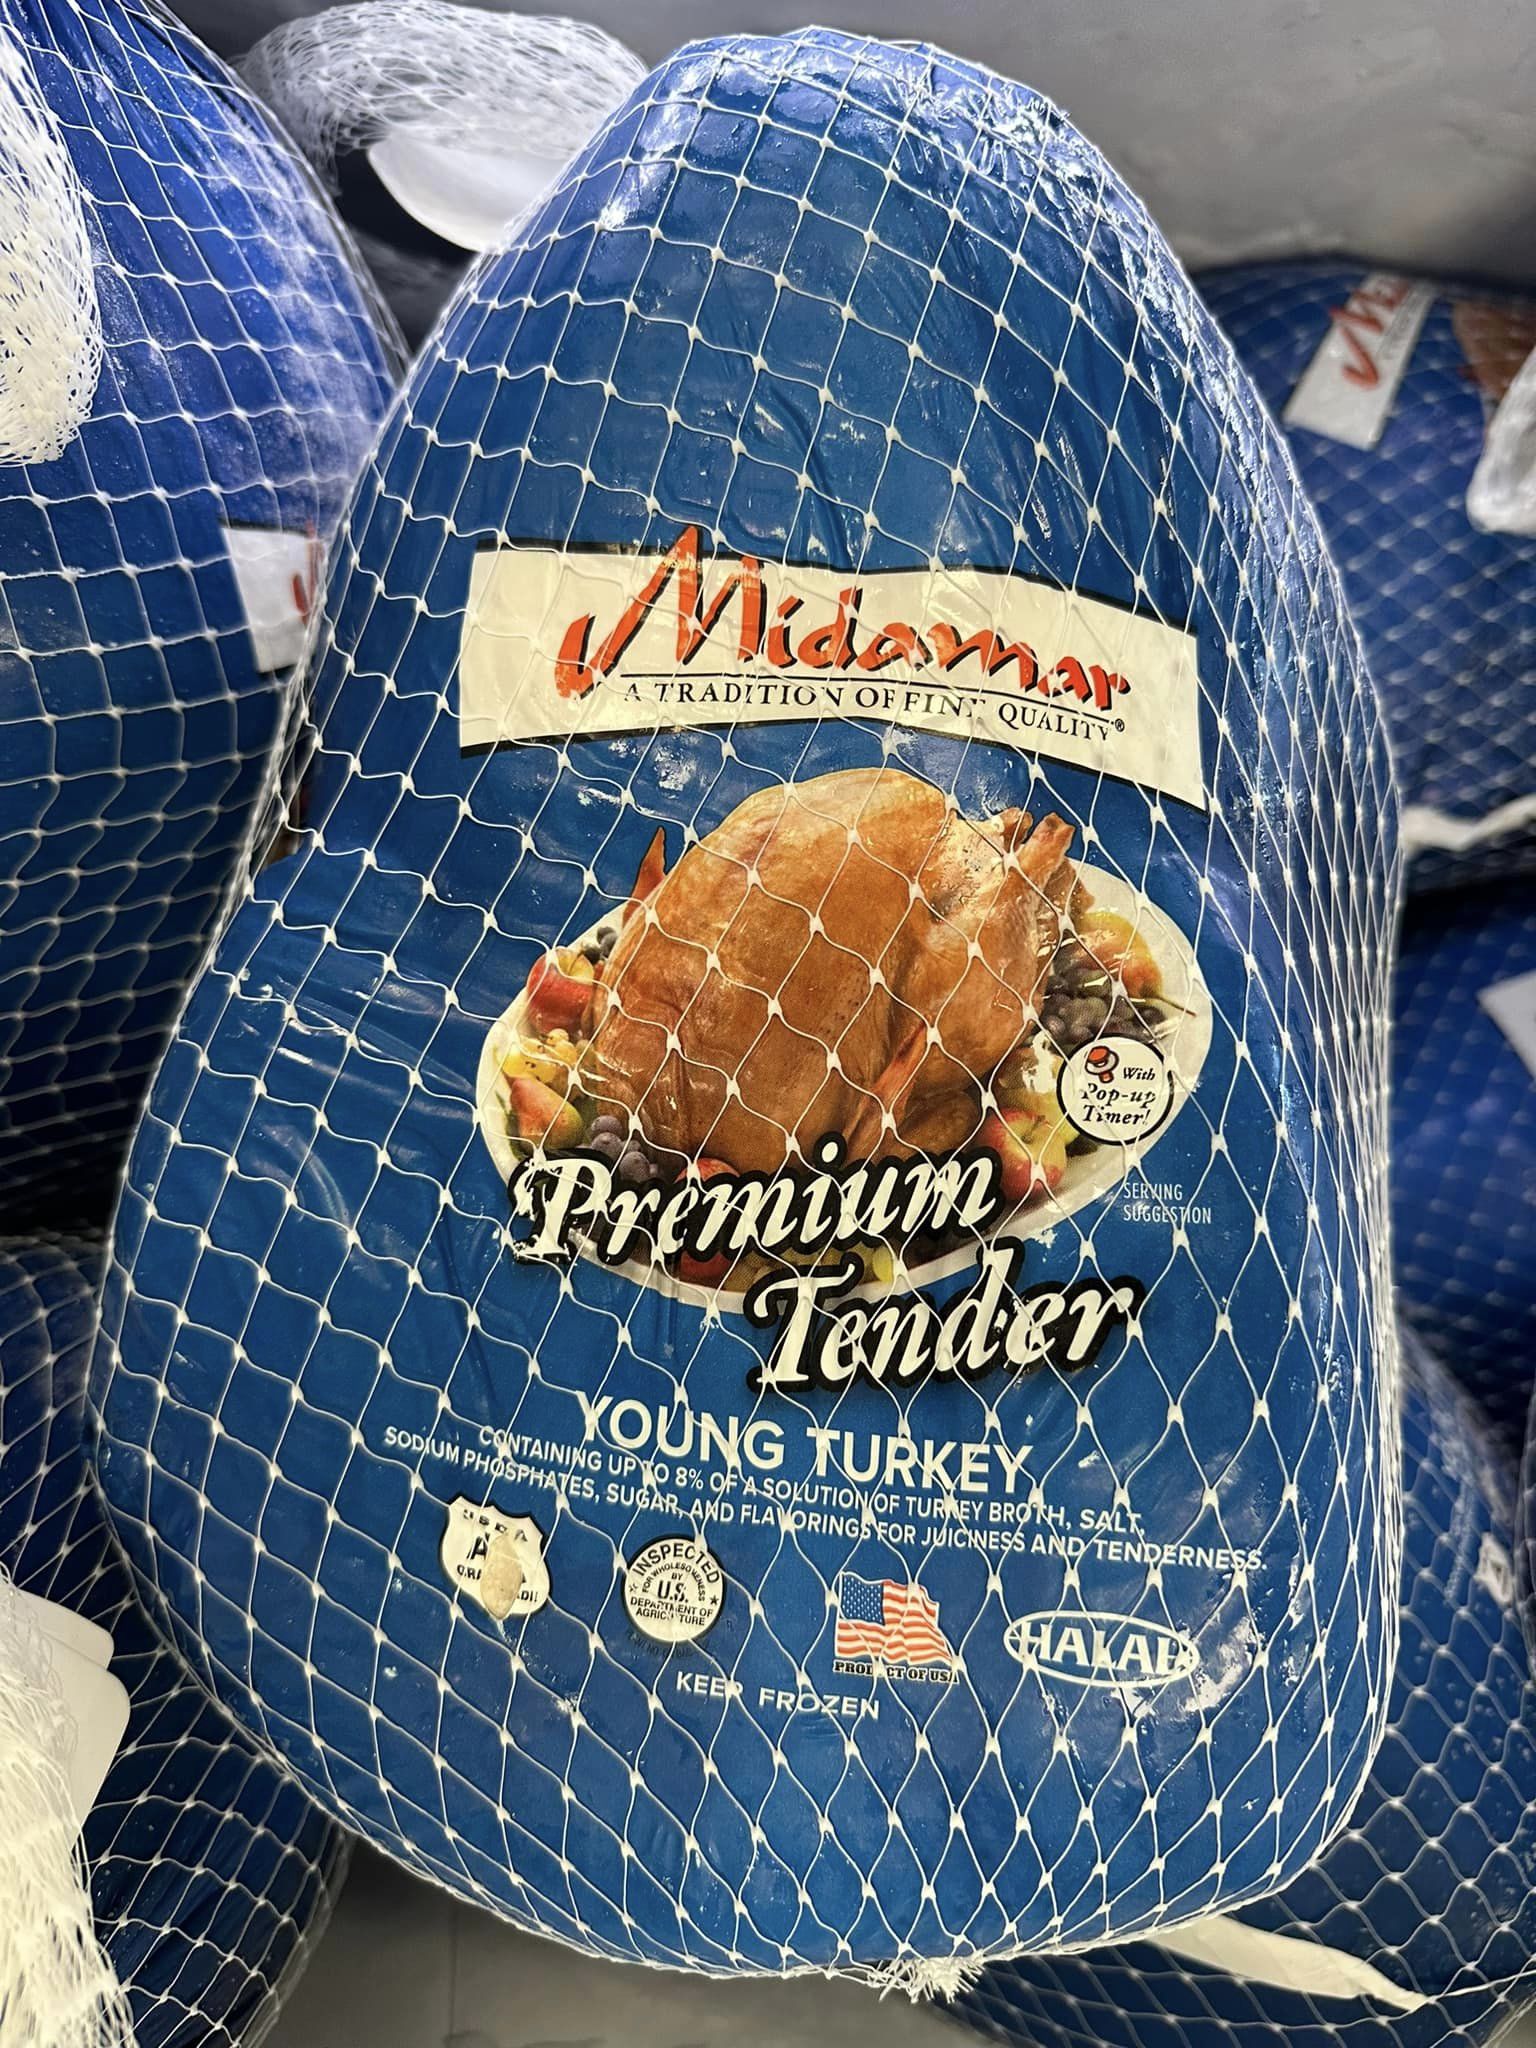 Midamar
A TRADITION OF FINE QUALITY®
With
Pop-up
Timer!
Premium
Tender
SERVING
SUGGESTION
YOUNG TURKEY
CONTAINING UP TO 8% OF A SOLUTION OF TURKEY BROTH, SALT,
SODIUM PHOSPHATES, SUGAR, AND FLAVORINGS FOR JUICINESS AND TENDERNESS.
USDA
A
GRADE
INSPECTED
FOR WHOLESOMENESS
BY
U.S.
DEPARTMENT OF
AGRICULTURE
PRODUCT OF USA
HALAL
KEEP FROZEN